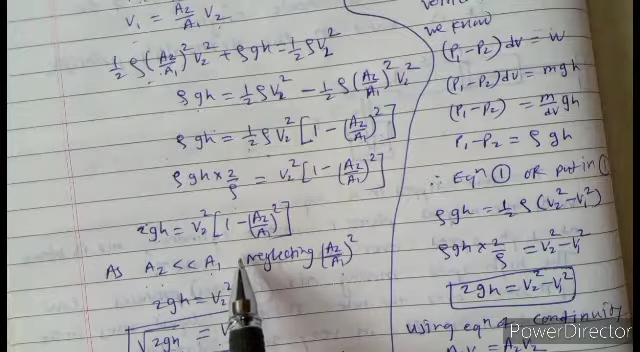 V₁ = A₂/A₁ V₂
½ ρ(A₂/A₁)² V₂² + ρgh = ½ ρV₂²
ρgh = ½ ρV₂² − ½ ρ(A₂/A₁)² V₂²
ρgh = ½ ρV₂² [1 − (A₂/A₁)²]
ρgh × 2/ρ = V₂² [1 − (A₂/A₁)²]
2gh = V₂² [1 − (A₂/A₁)²]
As A₂ << A₁ neglecting (A₂/A₁)²
2gh = V₂²
√2gh =
we know
(P₁−P₂)dv = w
(P₁−P₂)dv = mgh
(P₁−P₂) = m/dv gh
P₁−P₂ = ρgh
∴ Eqn ① OR put in ①
ρgh = ½ ρ(V₂²−V₁²)
ρgh × 2/ρ = V₂²−V₁²
2gh = V₂²−V₁²
using eqn of continuity
A₁V₁ = A₂V₂
PowerDirector